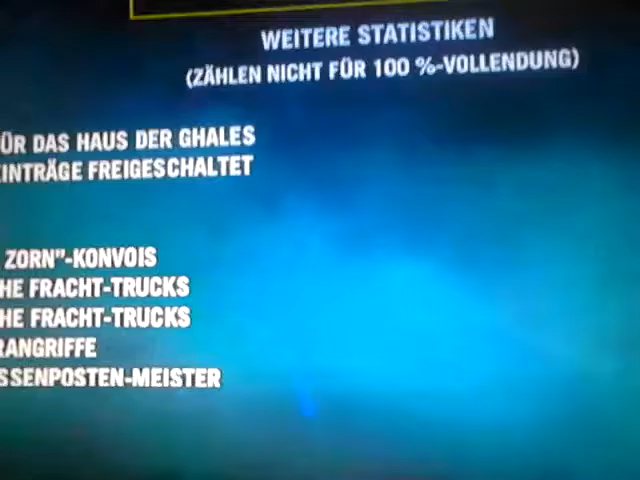 WEITERE STATISTIKEN
(ZÄHLEN NICHT FÜR 100 %-VOLLENDUNG)
ÜR DAS HAUS DER GHALES
INTRÄGE FREIGESCHALTET
ZORN"-KONVOIS
HE FRACHT-TRUCKS
HE FRACHT-TRUCKS
RANGRIFFE
SSENPOSTEN-MEISTER